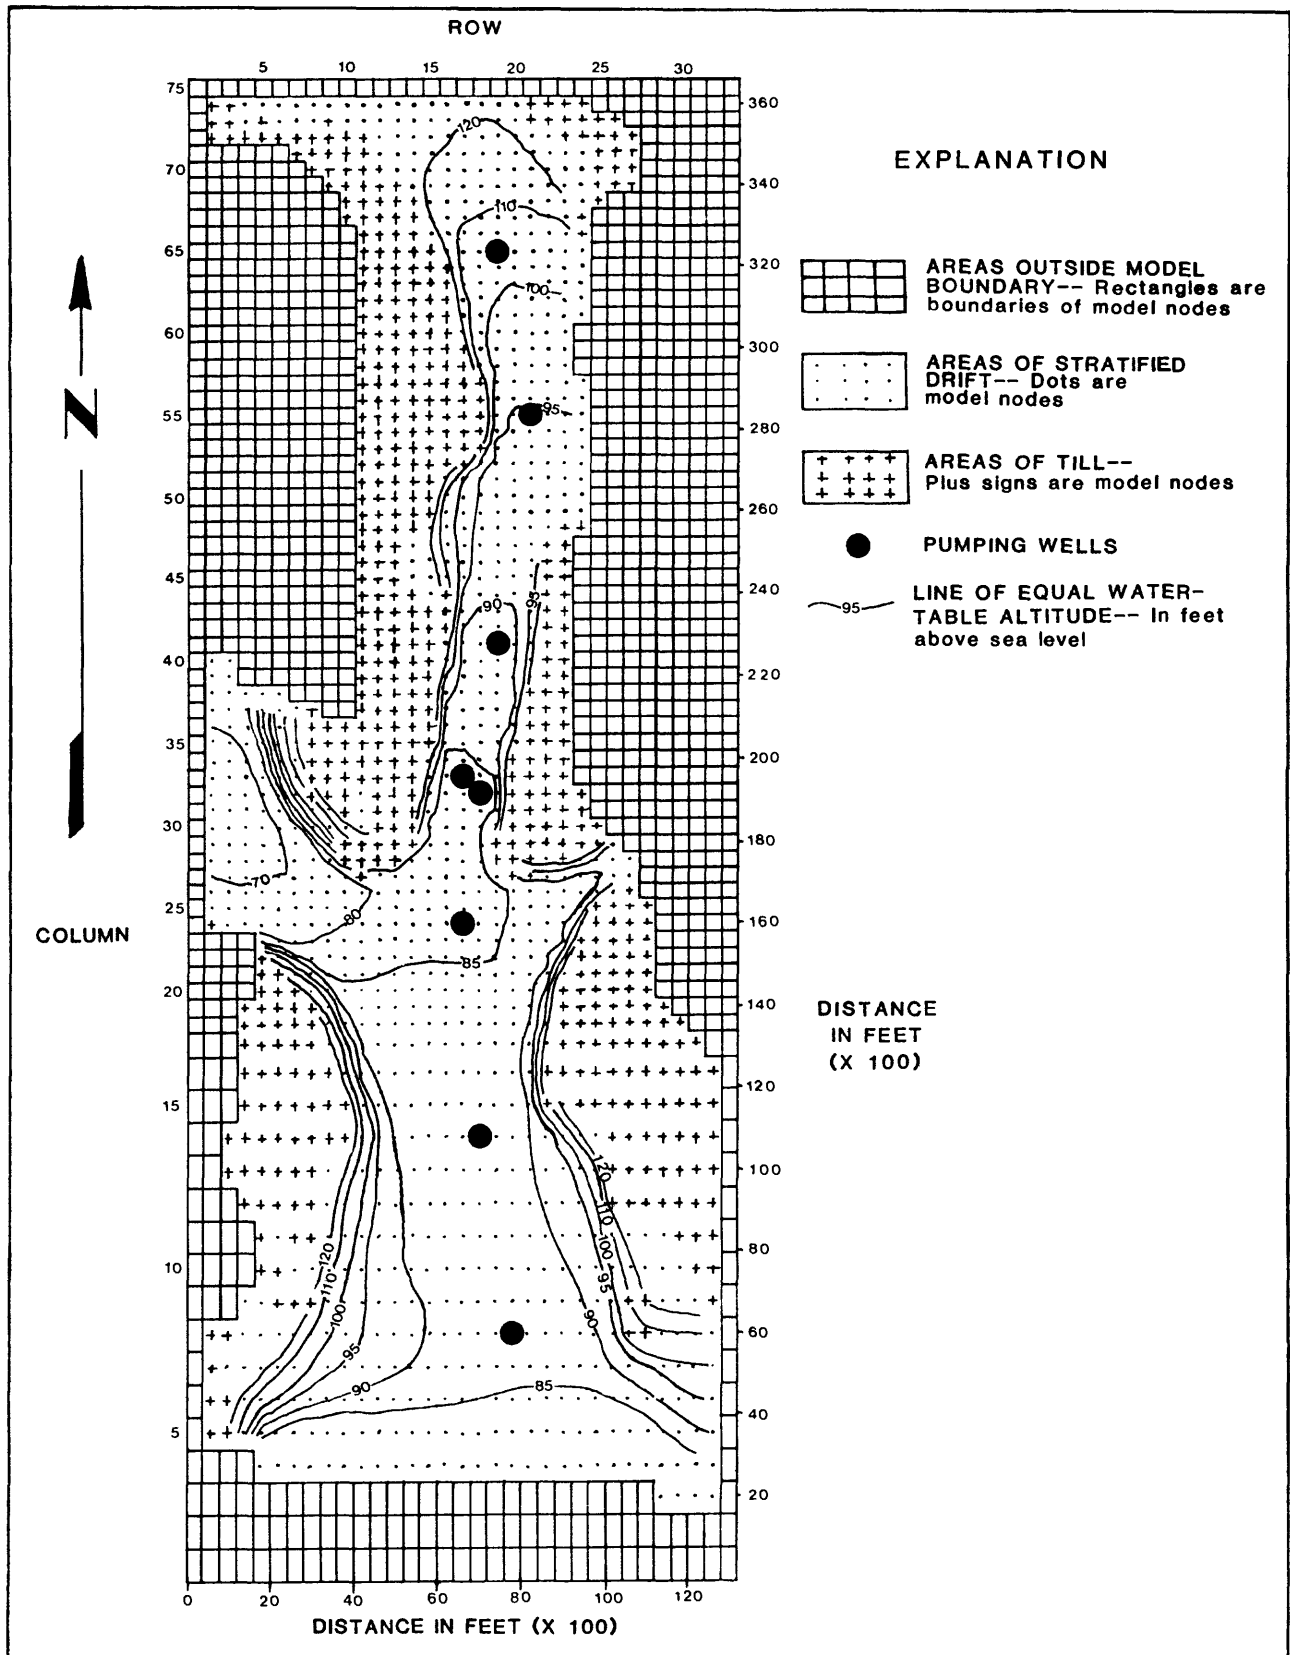 ROW
5 10 15 20 25 30
75
70
65
60
55
50
45
40
35
30
25
20
15
10
5
360
340
320
300
280
260
240
220
200
180
160
140
120
100
80
60
40
20
120
110
100
95
90
95
70
80
85
120
110
100
95
90
85
120
110
100
95
90
N
COLUMN
EXPLANATION
AREAS OUTSIDE MODEL
BOUNDARY-- Rectangles are
boundaries of model nodes
AREAS OF STRATIFIED
DRIFT-- Dots are
model nodes
AREAS OF TILL--
Plus signs are model nodes
PUMPING WELLS
95
LINE OF EQUAL WATER-
TABLE ALTITUDE-- In feet
above sea level
DISTANCE
IN FEET
(X 100)
0 20 40 60 80 100 120
DISTANCE IN FEET (X 100)